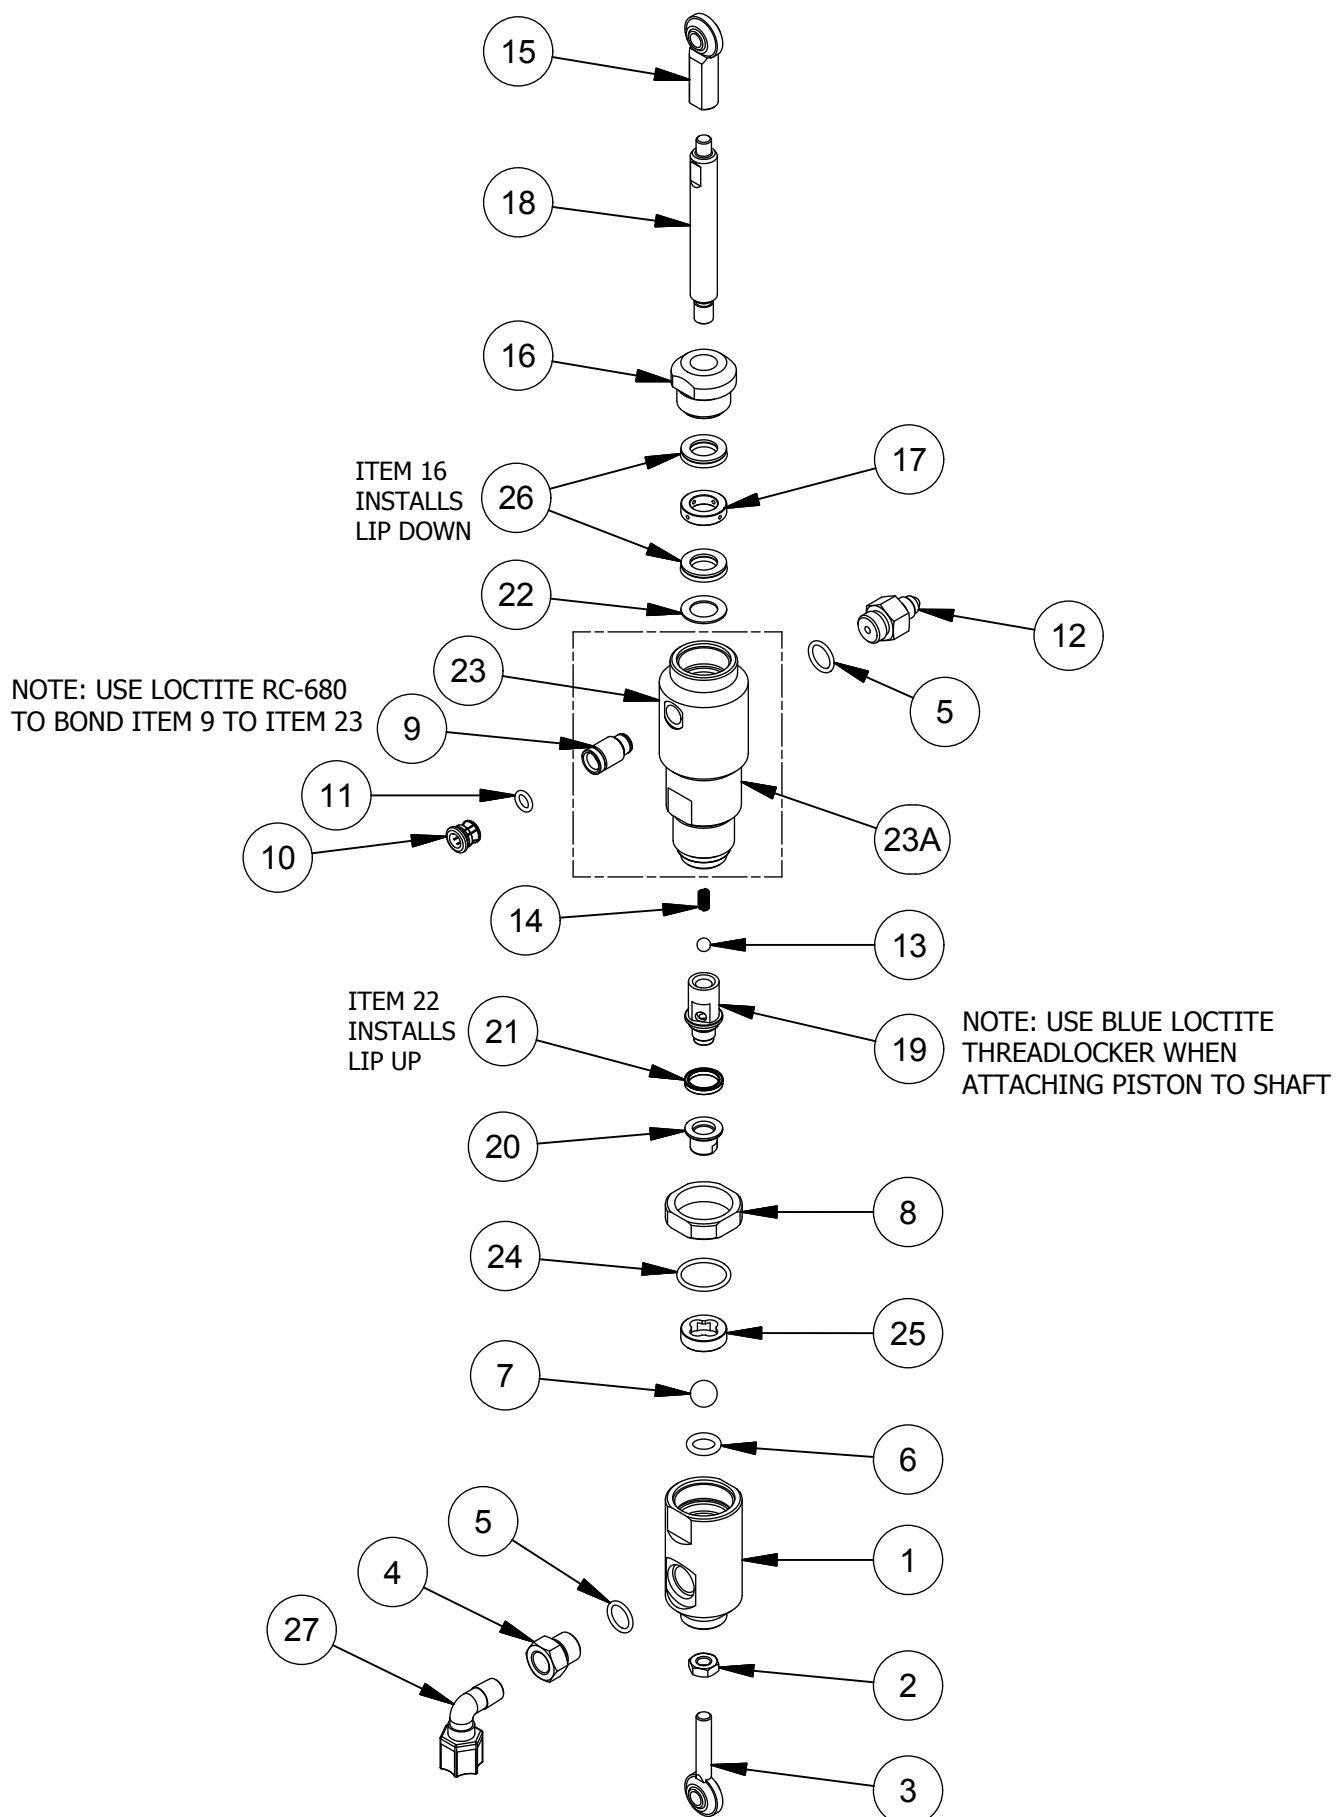 15
18
16
ITEM 16
INSTALLS
LIP DOWN
26
17
22
12
23
5
NOTE: USE LOCTITE RC-680
TO BOND ITEM 9 TO ITEM 23
9
11
10
23A
14
13
ITEM 22
INSTALLS
LIP UP
21
19
NOTE: USE BLUE LOCTITE
THREADLOCKER WHEN
ATTACHING PISTON TO SHAFT
20
8
24
25
7
6
5
1
4
27
2
3